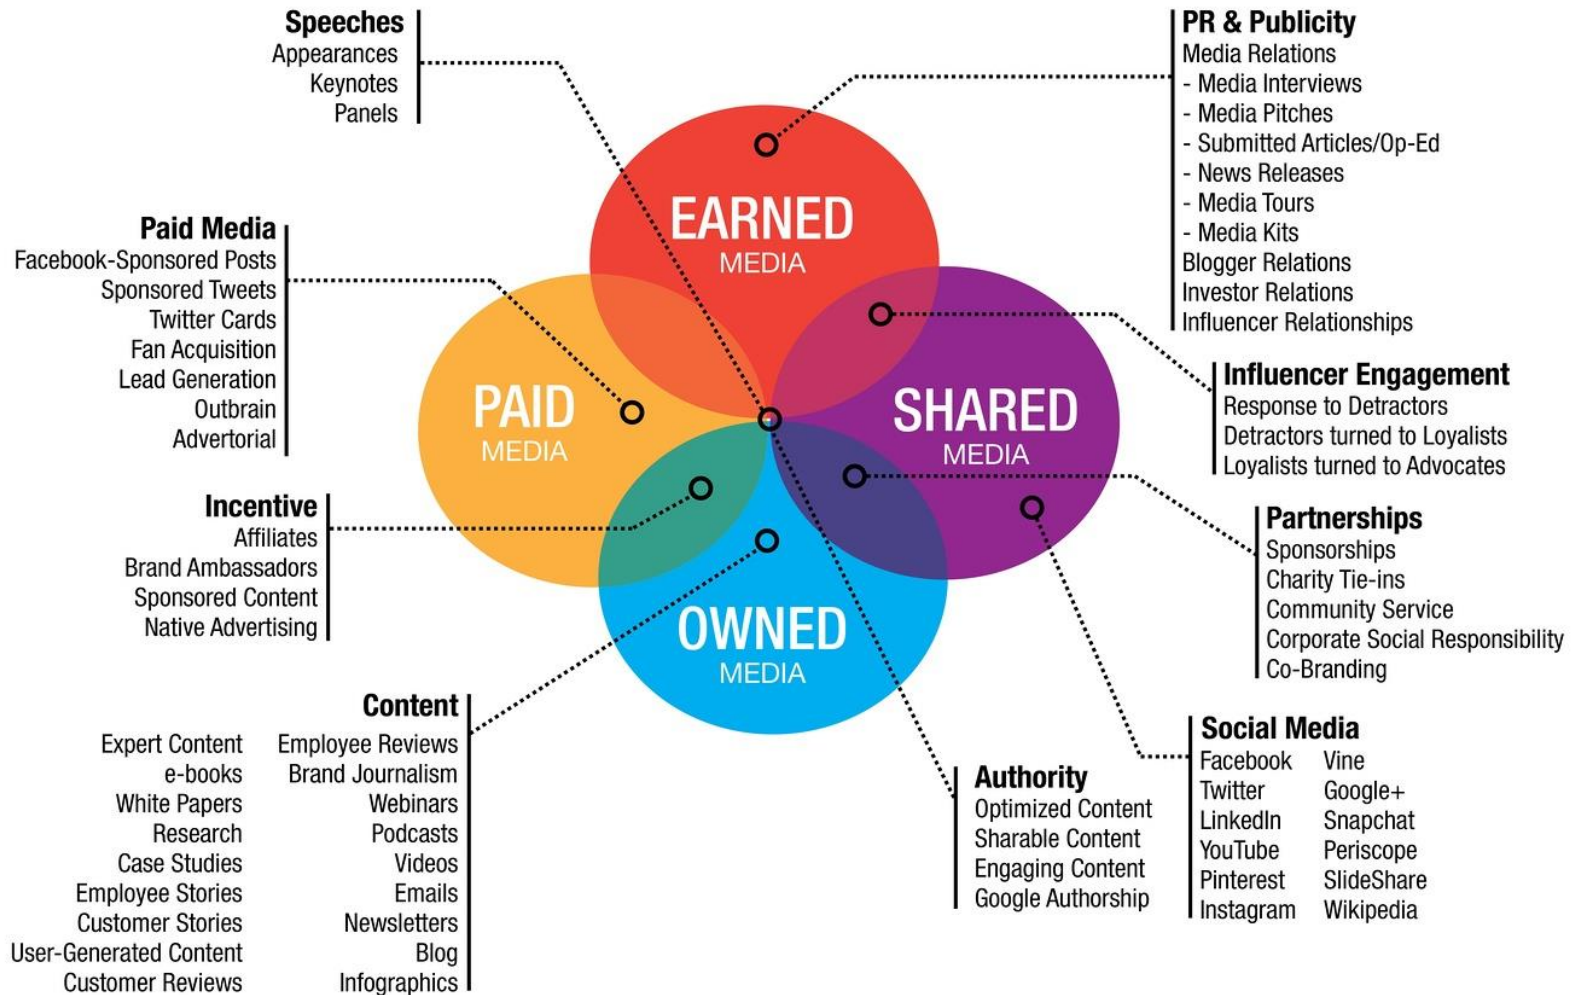 Speeches
Appearances
Keynotes
Panels
PR & Publicity
Media Relations
- Media Interviews
- Media Pitches
- Submitted Articles/Op-Ed
- News Releases
- Media Tours
- Media Kits
Blogger Relations
Investor Relations
Influencer Relationships
EARNED
MEDIA
Paid Media
Facebook-Sponsored Posts
Sponsored Tweets
Twitter Cards
Fan Acquisition
Lead Generation
Outbrain
Advertorial
PAID
MEDIA
SHARED
MEDIA
Influencer Engagement
Response to Detractors
Detractors turned to Loyalists
Loyalists turned to Advocates
Incentive
Affiliates
Brand Ambassadors
Sponsored Content
Native Advertising
OWNED
MEDIA
Partnerships
Sponsorships
Charity Tie-ins
Community Service
Corporate Social Responsibility
Co-Branding
Content
Expert Content
e-books
White Papers
Research
Case Studies
Employee Stories
Customer Stories
User-Generated Content
Customer Reviews
Employee Reviews
Brand Journalism
Webinars
Podcasts
Videos
Emails
Newsletters
Blog
Infographics
Authority
Optimized Content
Sharable Content
Engaging Content
Google Authorship
Social Media
Facebook
Twitter
LinkedIn
YouTube
Pinterest
Instagram
Vine
Google+
Snapchat
Periscope
SlideShare
Wikipedia